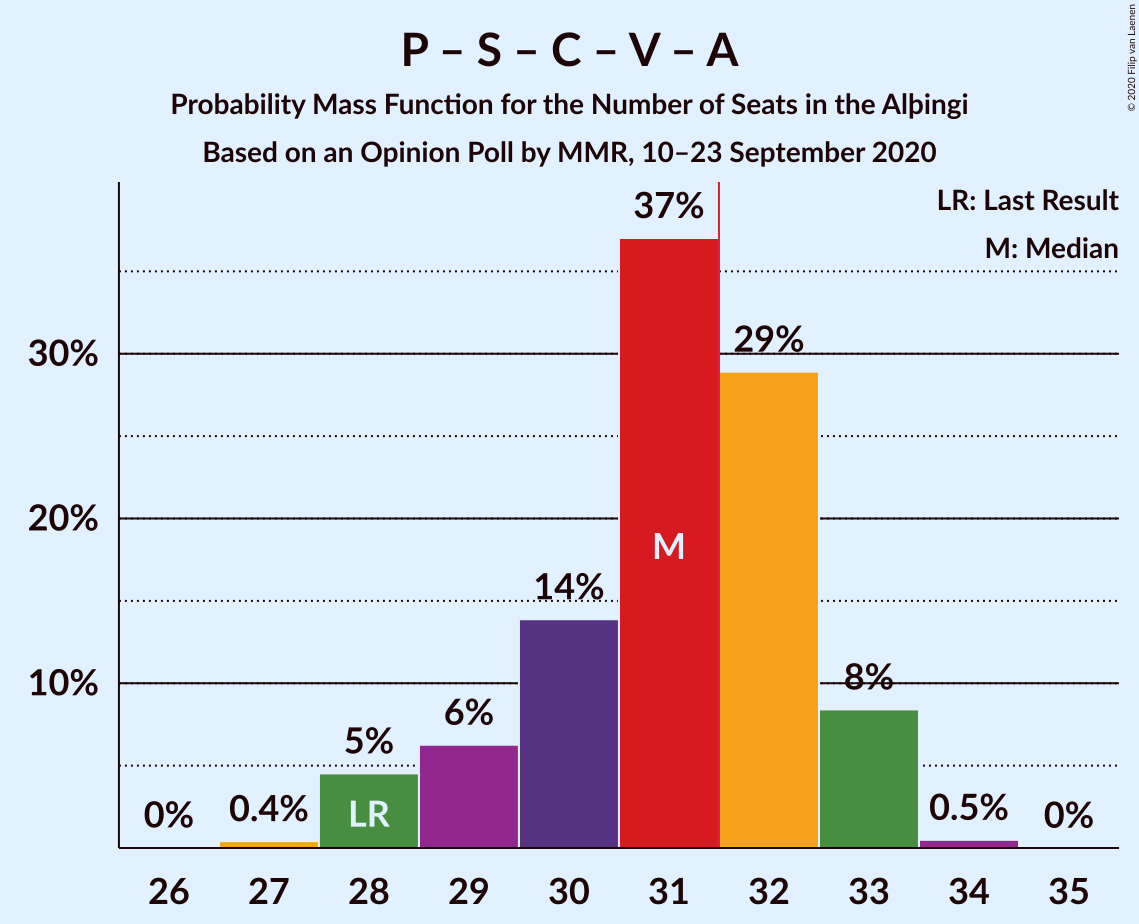 P – S – C – V – A
Probability Mass Function for the Number of Seats in the Alþingi
Based on an Opinion Poll by MMR, 10–23 September 2020
© 2020 Filip van Laenen
LR: Last Result
M: Median
37%
29%
30%
20%
14%
10%
8%
6%
5%
0%
0.4%
0.5%
0%
M
LR
26 27 28 29 30 31 32 33 34 35